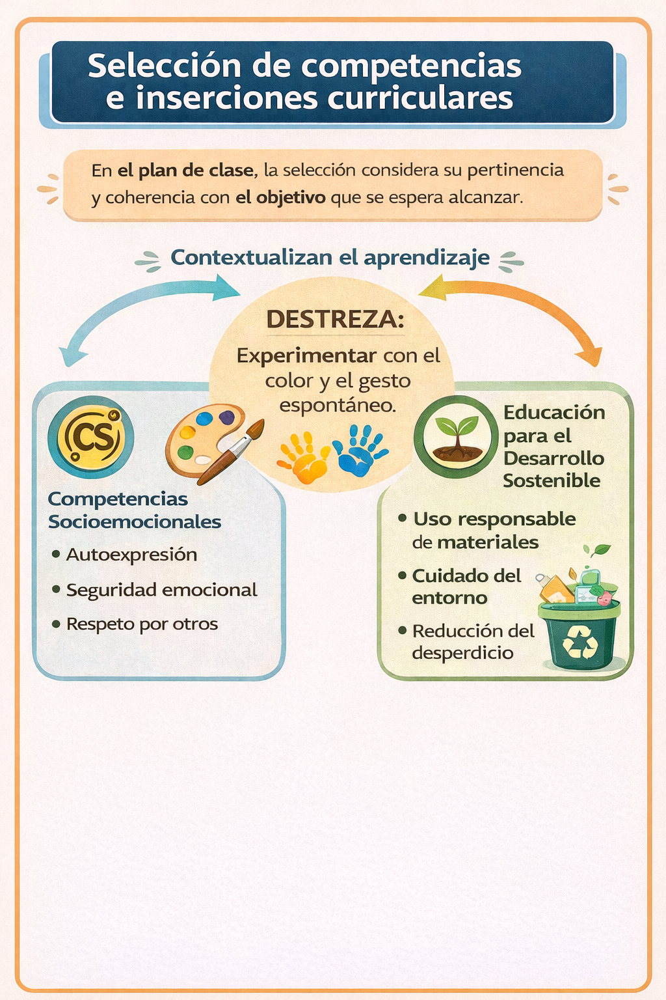 Selección de competencias
e inserciones curriculares
En el plan de clase, la selección considera su pertinencia
y coherencia con el objetivo que se espera alcanzar.
Contextualizan el aprendizaje
DESTREZA:
Experimentar con el
color y el gesto
espontáneo.
CS
Competencias
Socioemocionales
• Autoexpresión
• Seguridad emocional
• Respeto por otros
Educación
para el
Desarrollo
Sostenible
• Uso responsable
de materiales
• Cuidado del
entorno
• Reducción del
desperdicio